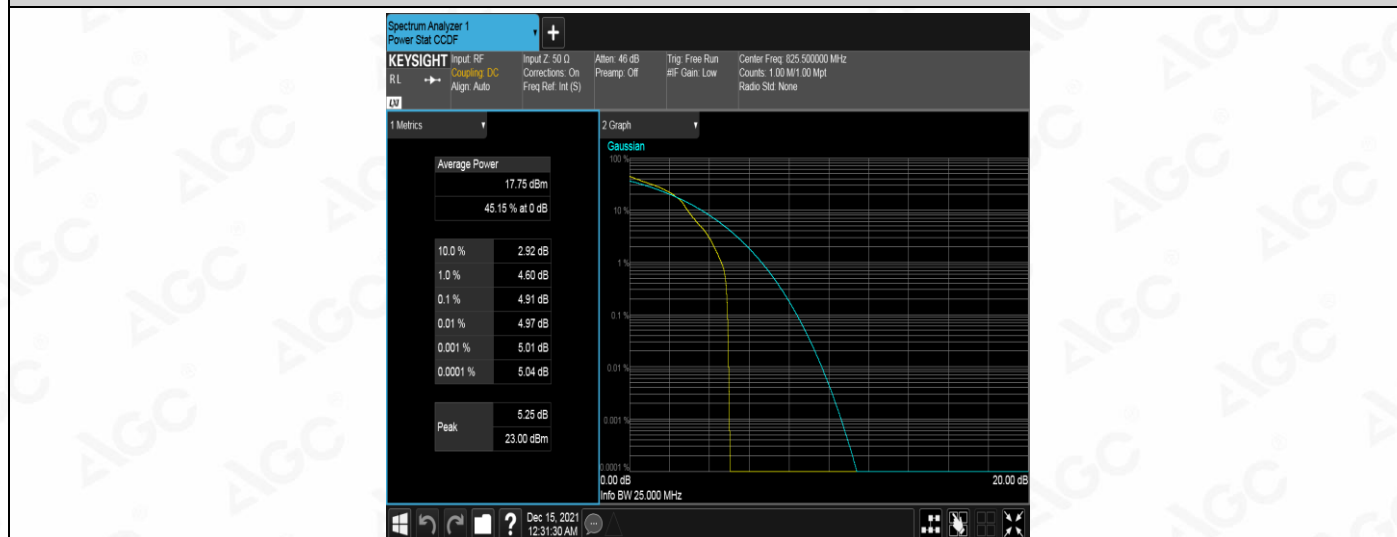 Spectrum Analyzer 1
Power Stat CCDF
+
KEYSIGHT
RL
LXI
Input: RF
Coupling: DC
Align: Auto
Input Z: 50 Ω
Corrections: On
Freq Ref: Int (S)
Atten: 46 dB
Preamp: Off
Trig: Free Run
#IF Gain: Low
Center Freq: 825.500000 MHz
Counts: 1.00 M/1.00 Mpt
Radio Std: None
1 Metrics
Average Power
17.75 dBm
45.15 % at 0 dB
10.0 % 2.92 dB
1.0 % 4.60 dB
0.1 % 4.91 dB
0.01 % 4.97 dB
0.001 % 5.01 dB
0.0001 % 5.04 dB
Peak
5.25 dB
23.00 dBm
2 Graph
Gaussian
100 %
10 %
1 %
0.1 %
0.01 %
0.001 %
0.0001 %
0.00 dB
20.00 dB
Info BW 25.000 MHz
?
Dec 15, 2021
12:31:30 AM
AGC